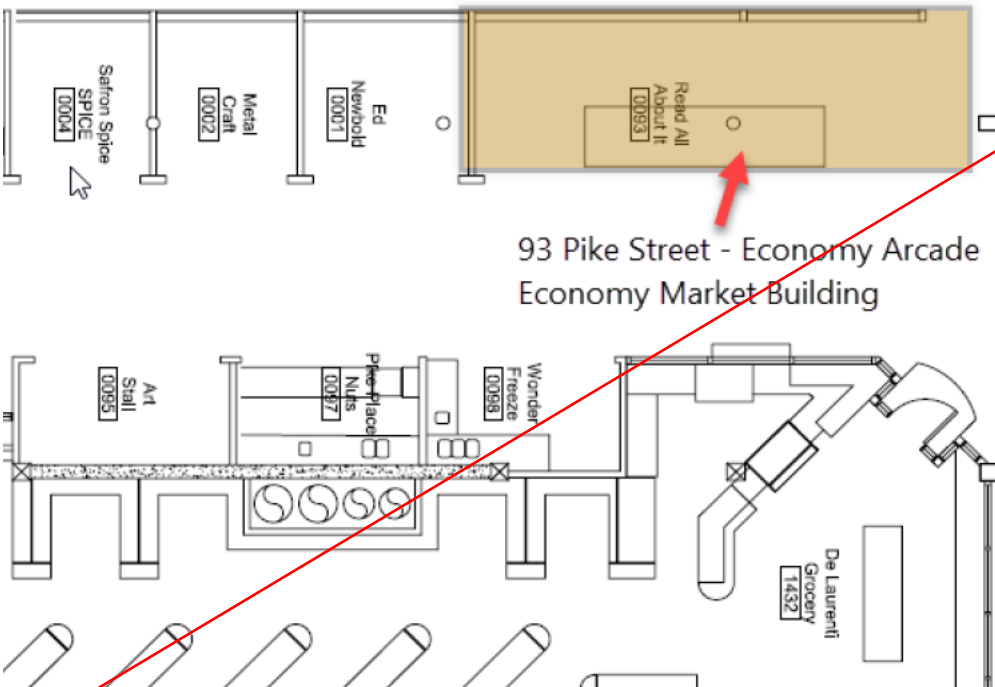 Safron Spice
SPICE
0004
Metal
Craft
0002
Ed
Newbold
0001
Read All
About It
0093
93 Pike Street - Economy Arcade
Economy Market Building
Art
Stall
0095
Pike Place
Nuts
0097
Wonder
Freeze
0098
De Laurenti
Grocery
1432